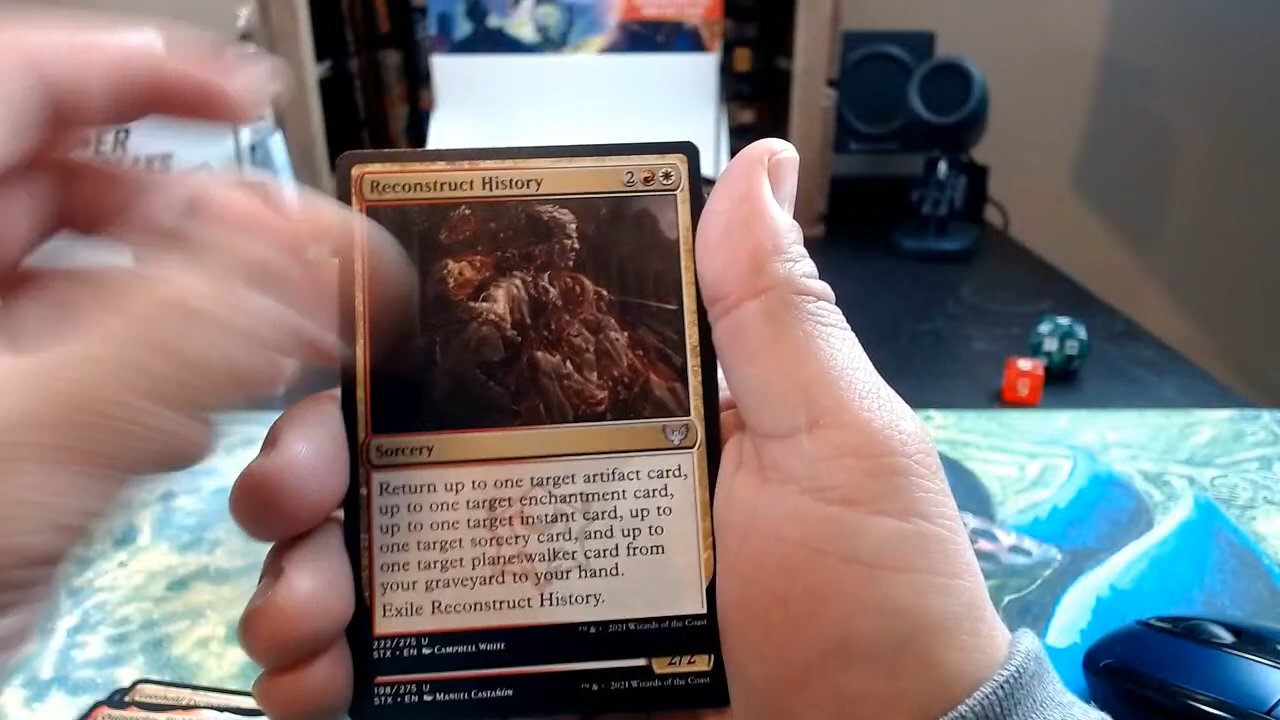 Reconstruct History 2
Sorcery
Return up to one target artifact card,
up to one target enchantment card,
up to one target instant card, up to
one target sorcery card, and up to
one target planeswalker card from
your graveyard to your hand.
Exile Reconstruct History.
222/275 U
STX • EN CAMPBELL WHITE
™ & © 2021 Wizards of the Coast
2/2
198/275 U
STX • EN MANUEL CASTAÑÓN
™ & © 2021 Wizards of the Coast